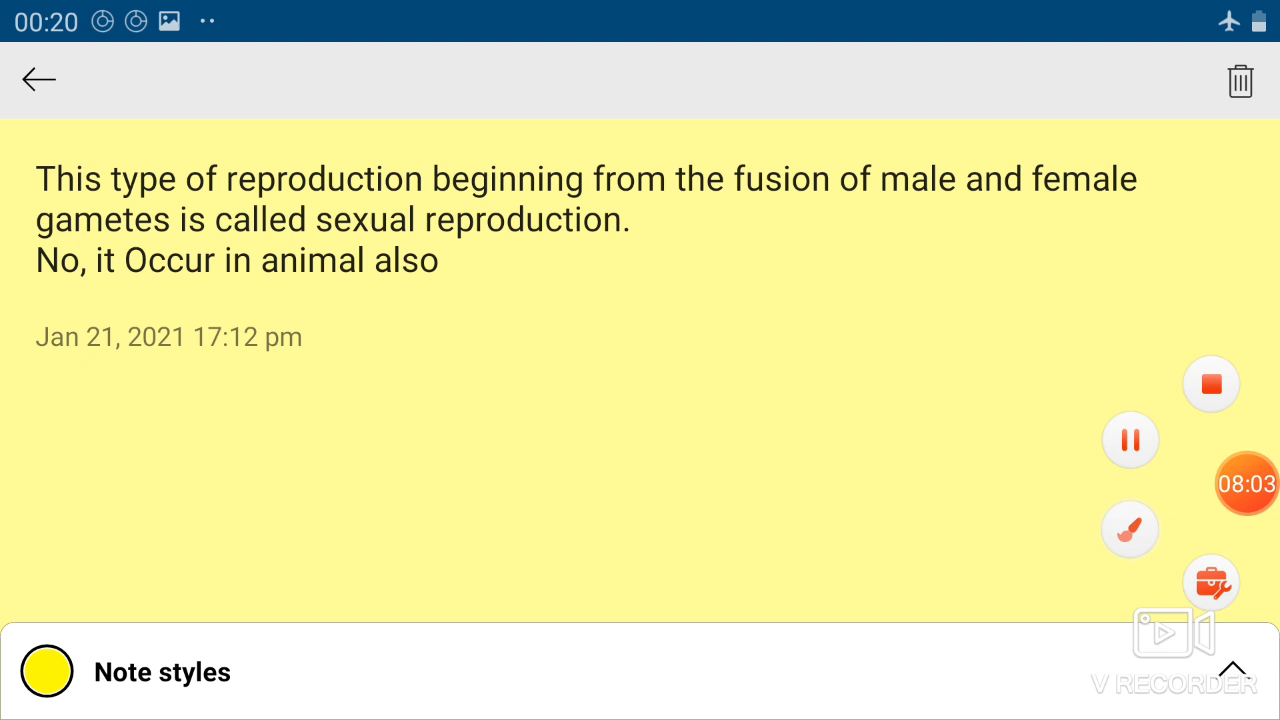 00:20
This type of reproduction beginning from the fusion of male and female
gametes is called sexual reproduction.
No, it Occur in animal also
Jan 21, 2021 17:12 pm
08:03
Note styles
V RECORDER